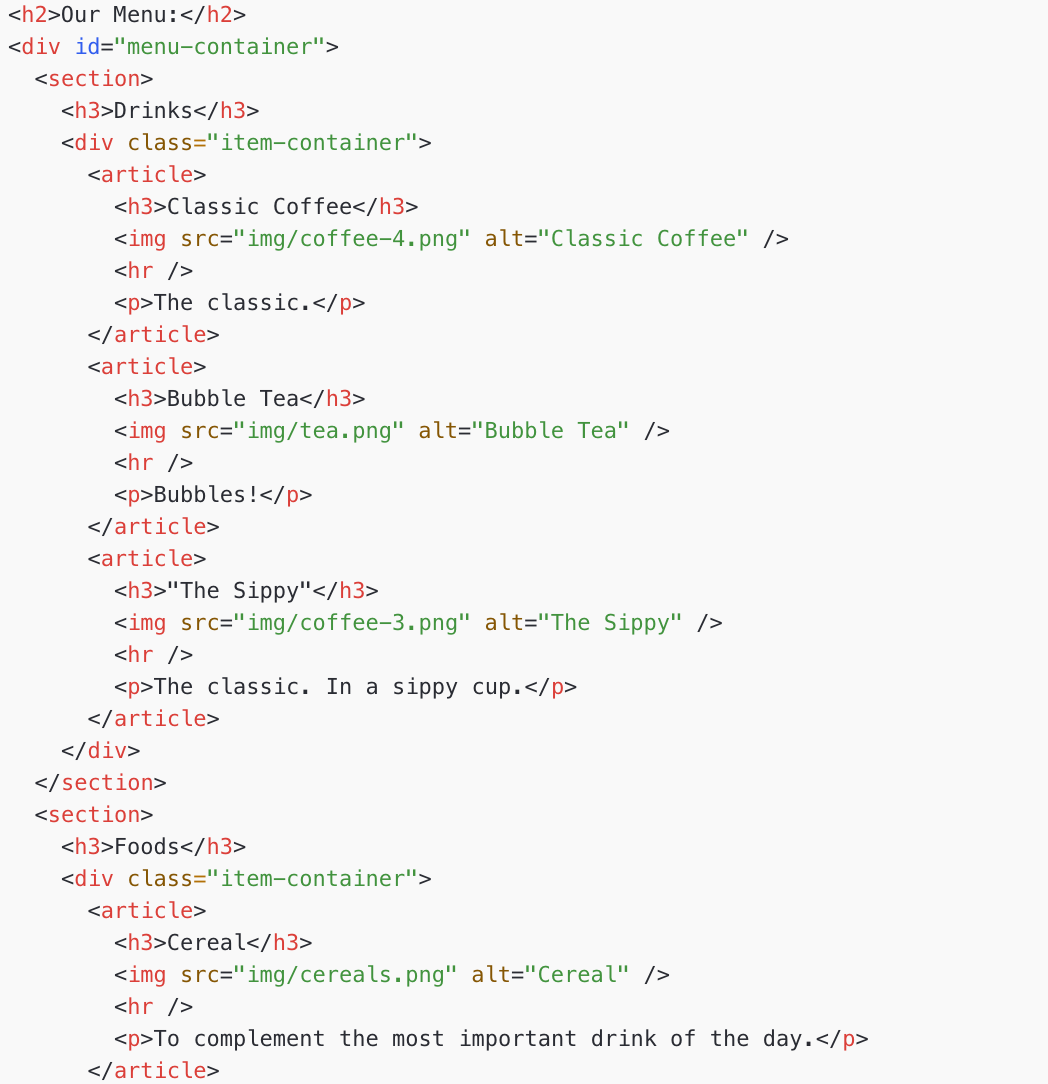 <h2>Our Menu:</h2>
<div id="menu-container">
  <section>
    <h3>Drinks</h3>
    <div class="item-container">
      <article>
        <h3>Classic Coffee</h3>
        <img src="img/coffee-4.png" alt="Classic Coffee" />
        <hr />
        <p>The classic.</p>
      </article>
      <article>
        <h3>Bubble Tea</h3>
        <img src="img/tea.png" alt="Bubble Tea" />
        <hr />
        <p>Bubbles!</p>
      </article>
      <article>
        <h3>"The Sippy"</h3>
        <img src="img/coffee-3.png" alt="The Sippy" />
        <hr />
        <p>The classic. In a sippy cup.</p>
      </article>
    </div>
  </section>
  <section>
    <h3>Foods</h3>
    <div class="item-container">
      <article>
        <h3>Cereal</h3>
        <img src="img/cereals.png" alt="Cereal" />
        <hr />
        <p>To complement the most important drink of the day.</p>
      </article>